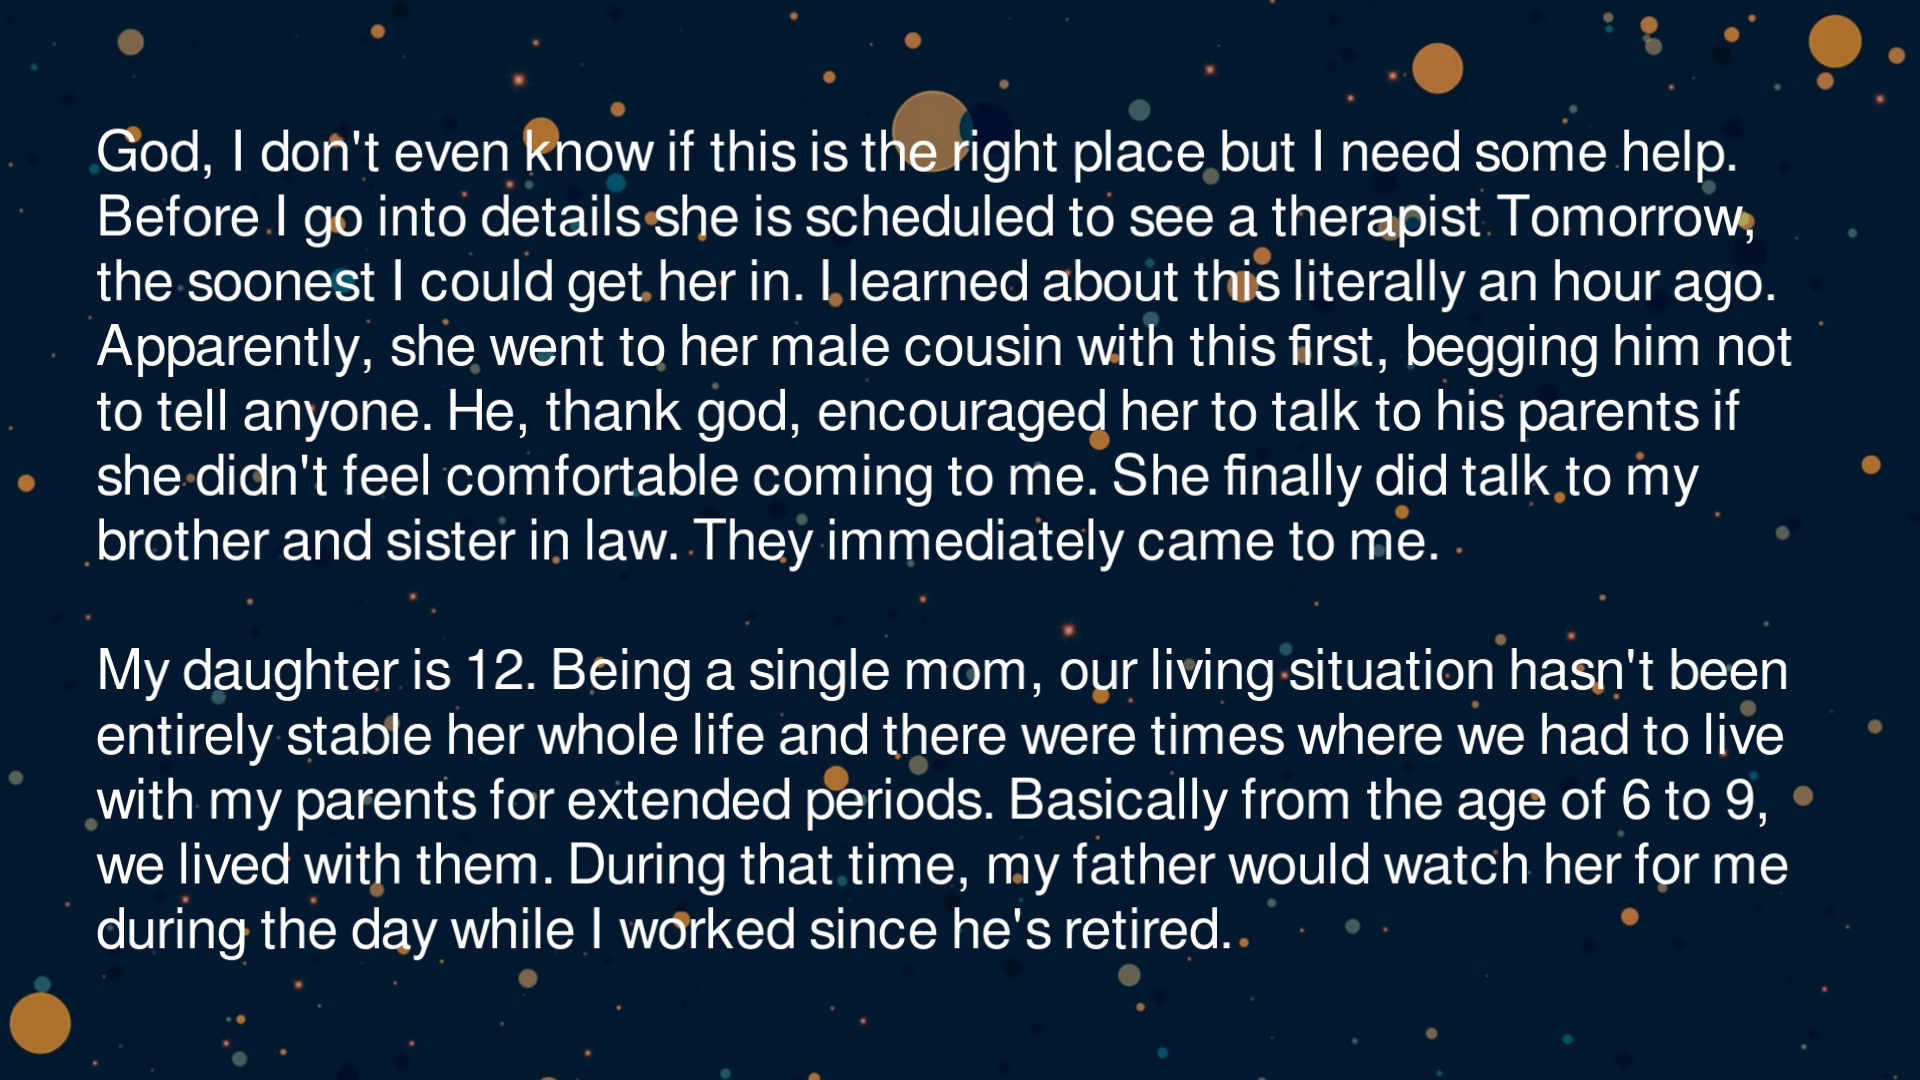 God, I don't even know if this is the right place but I need some help.
Before I go into details she is scheduled to see a therapist Tomorrow,
the soonest I could get her in. I learned about this literally an hour ago.
Apparently, she went to her male cousin with this first, begging him not
to tell anyone. He, thank god, encouraged her to talk to his parents if
she didn't feel comfortable coming to me. She finally did talk to my
brother and sister in law. They immediately came to me.

My daughter is 12. Being a single mom, our living situation hasn't been
entirely stable her whole life and there were times where we had to live
with my parents for extended periods. Basically from the age of 6 to 9,
we lived with them. During that time, my father would watch her for me
during the day while I worked since he's retired.